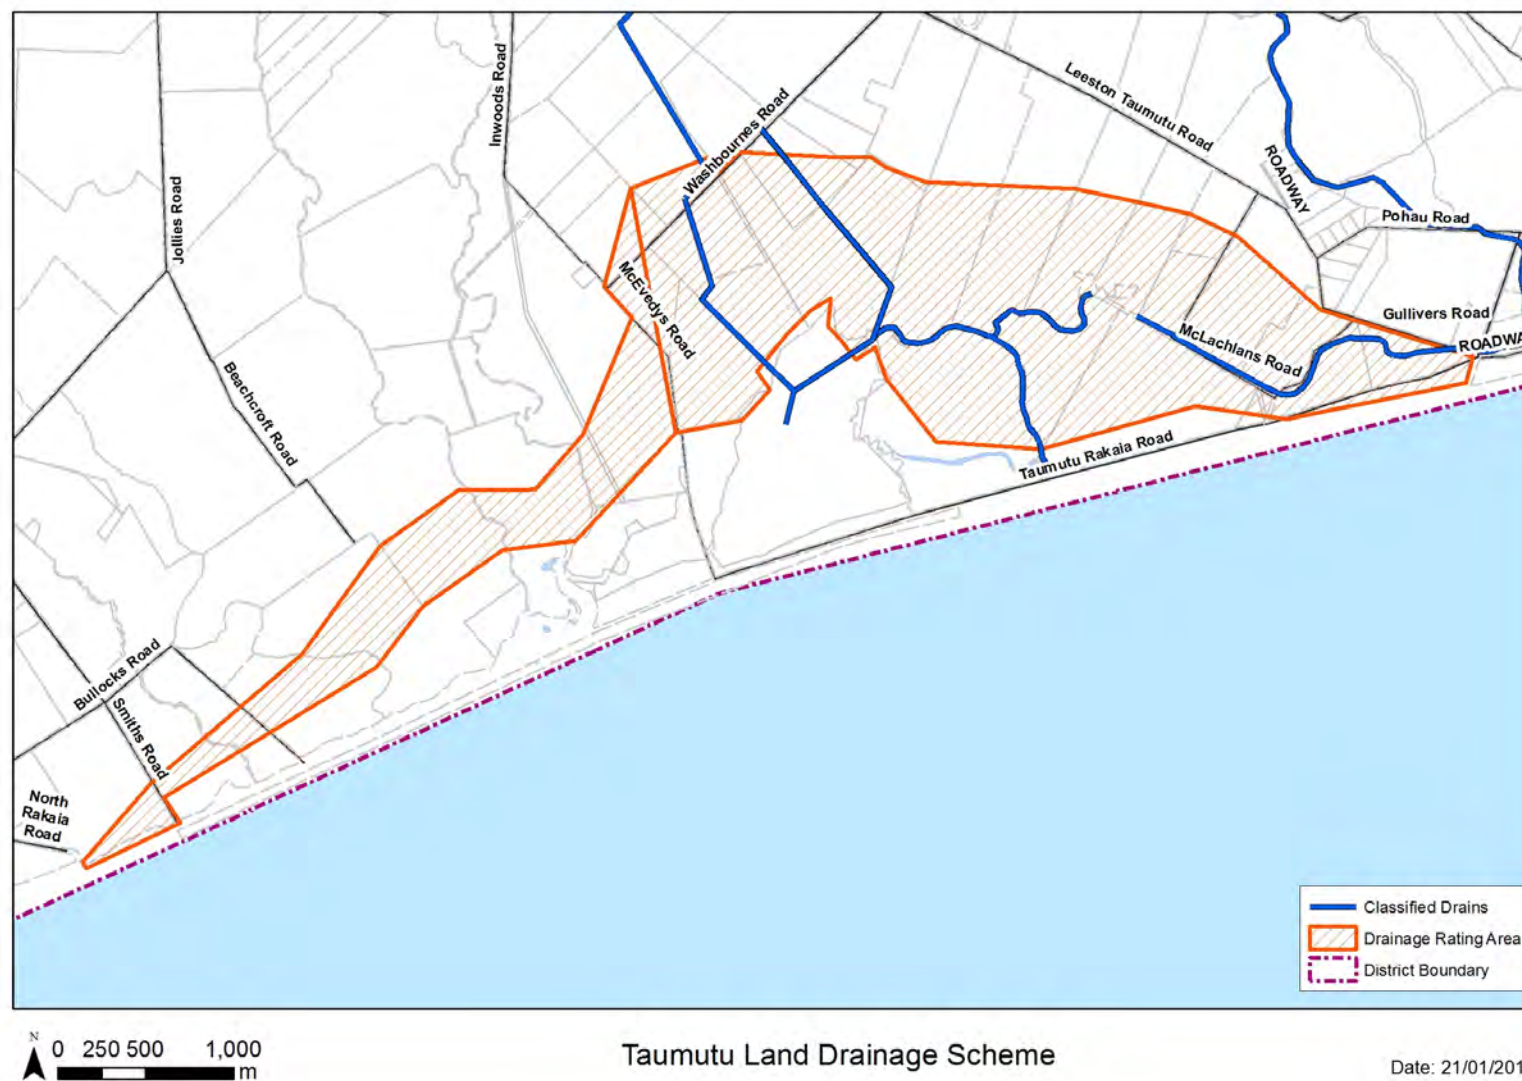 Inwoods Road
Leeston Taumutu Road
Washbournes Road
ROADWAY
Jollies Road
Pohau Road
McEvedys Road
Gullivers Road
McLachlans Road
ROADWA
Beachcroft Road
Taumutu Rakaia Road
Bullocks Road
Smiths Road
North
Rakaia
Road
Classified Drains
Drainage Rating Area
District Boundary
N
0 250 500 1,000
m
Taumutu Land Drainage Scheme
Date: 21/01/201